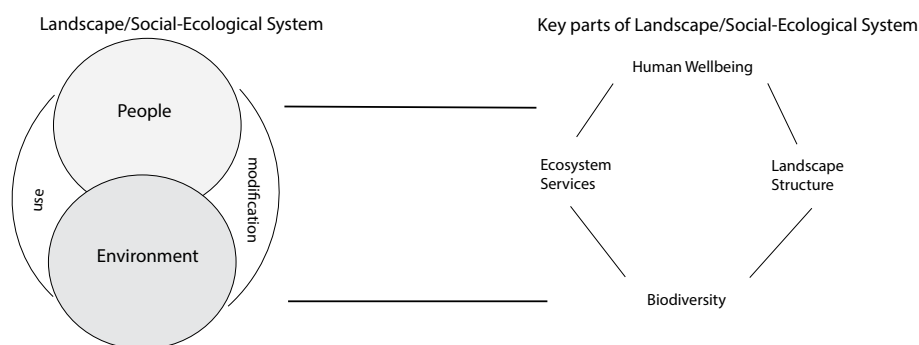 Landscape/Social-Ecological System
People
use
modification
Environment
Key parts of Landscape/Social-Ecological System
Human Wellbeing
Ecosystem
Services
Landscape
Structure
Biodiversity